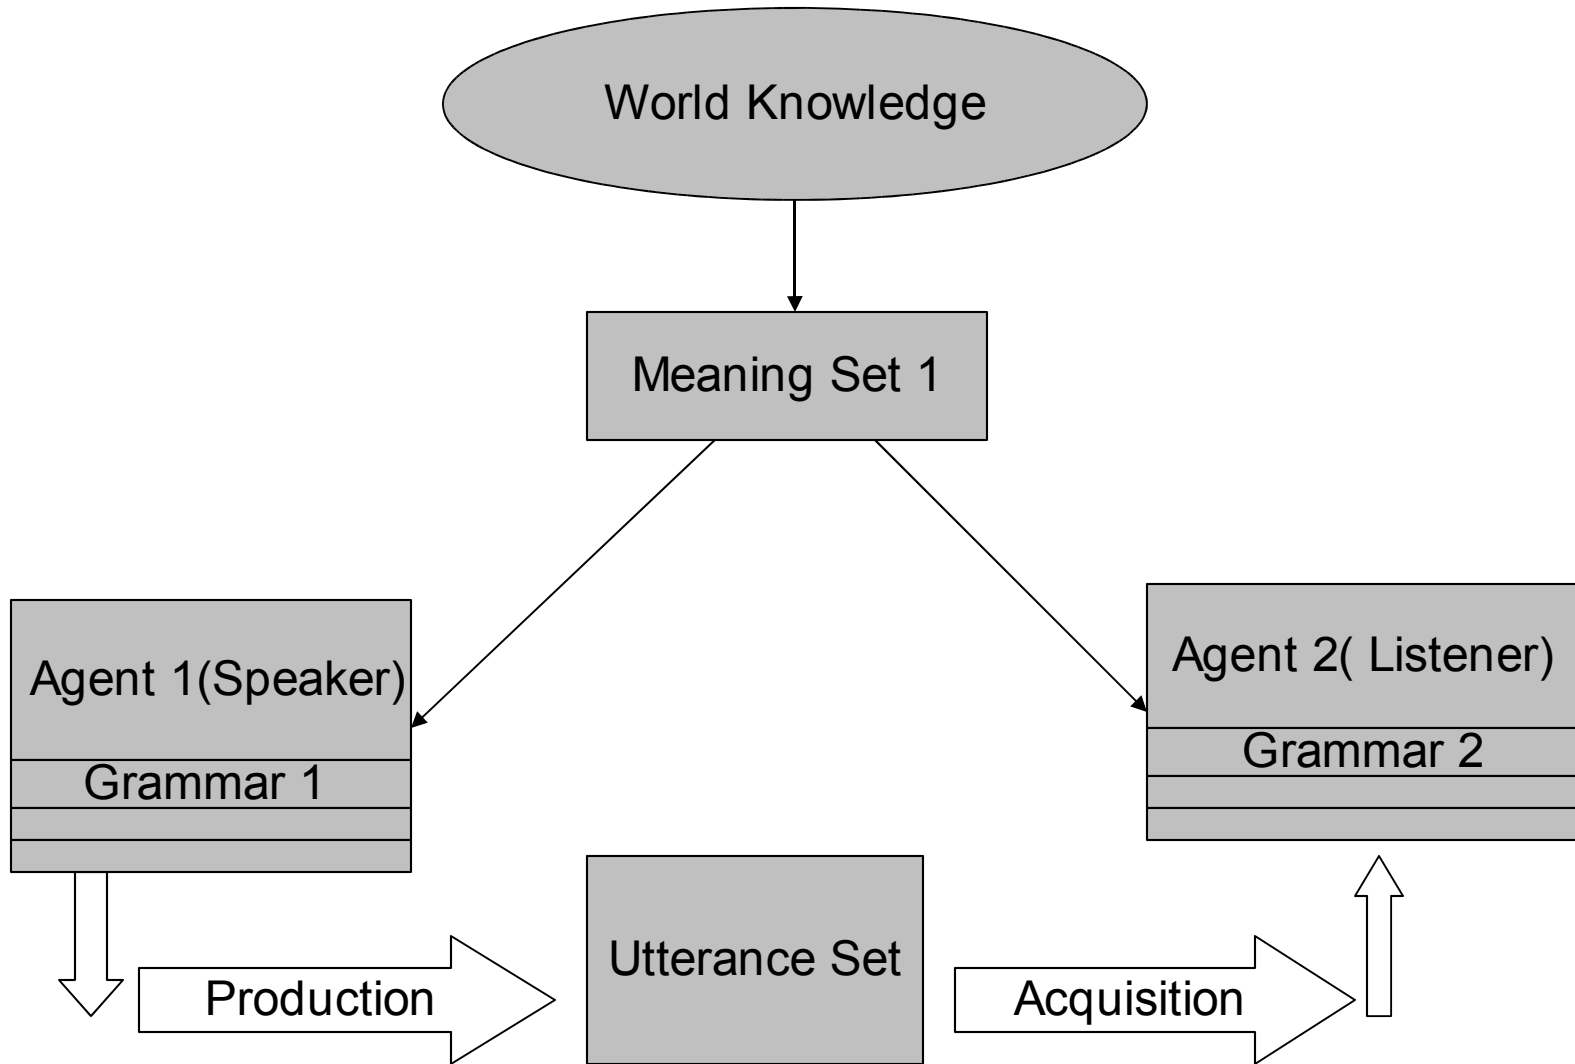 World Knowledge
Meaning Set 1
Agent 1(Speaker)
Grammar 1
Agent 2( Listener)
Grammar 2
Utterance Set
Production
Acquisition